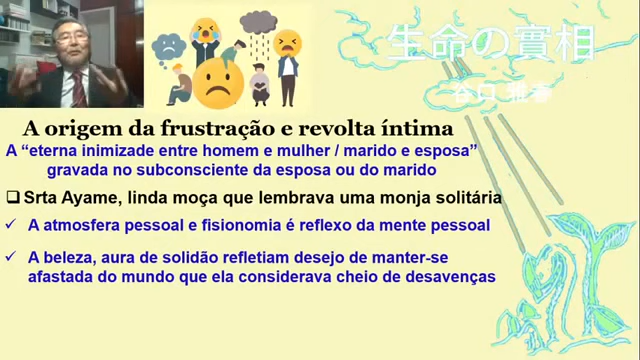 生命の實相
谷口 雅春
A origem da frustração e revolta íntima
A “eterna inimizade entre homem e mulher / marido e esposa”
gravada no subconsciente da esposa ou do marido
Srta Ayame, linda moça que lembrava uma monja solitária
A atmosfera pessoal e fisionomia é reflexo da mente pessoal
A beleza, aura de solidão refletiam desejo de manter-se
afastada do mundo que ela considerava cheio de desavenças